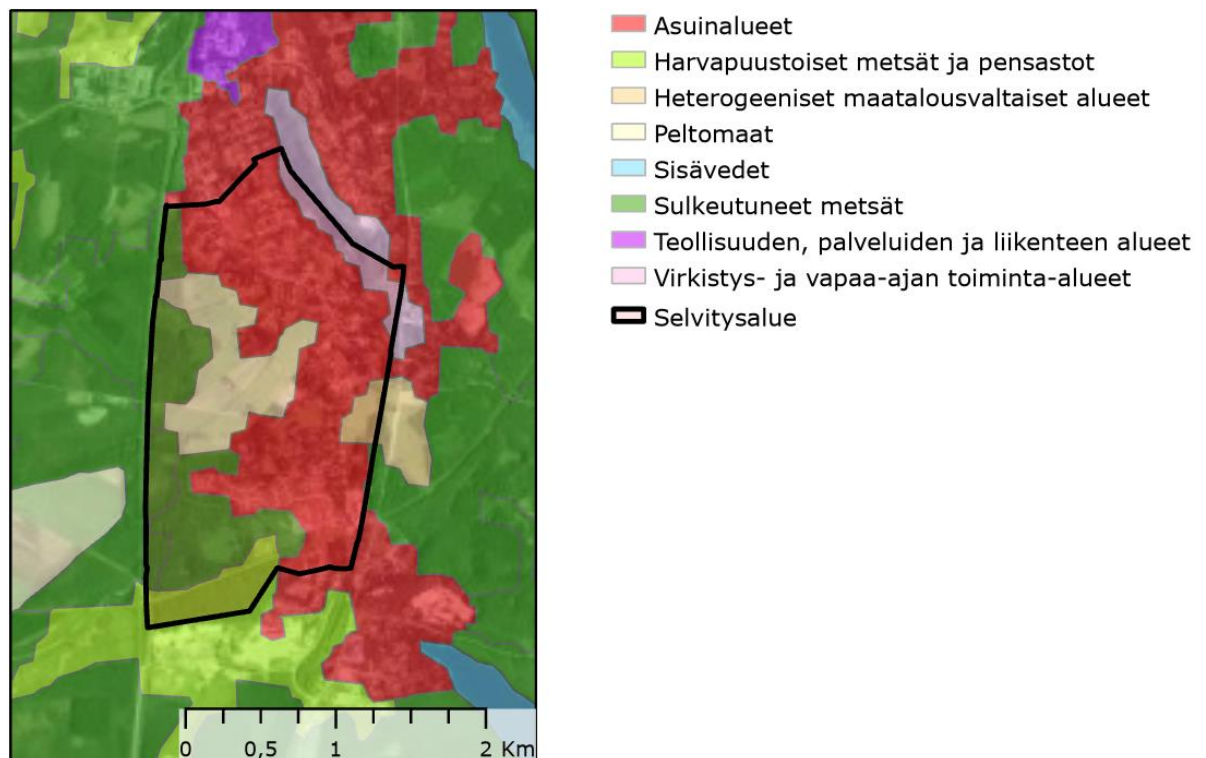 Asuinalueet
Harvapuustoiset metsät ja pensastot
Heterogeeniset maatalousvaltaiset alueet
Peltomaat
Sisävedet
Sulkeutuneet metsät
Teollisuuden, palveluiden ja liikenteen alueet
Virkistys- ja vapaa-ajan toiminta-alueet
Selvitysalue
0 0,5 1 2 Km